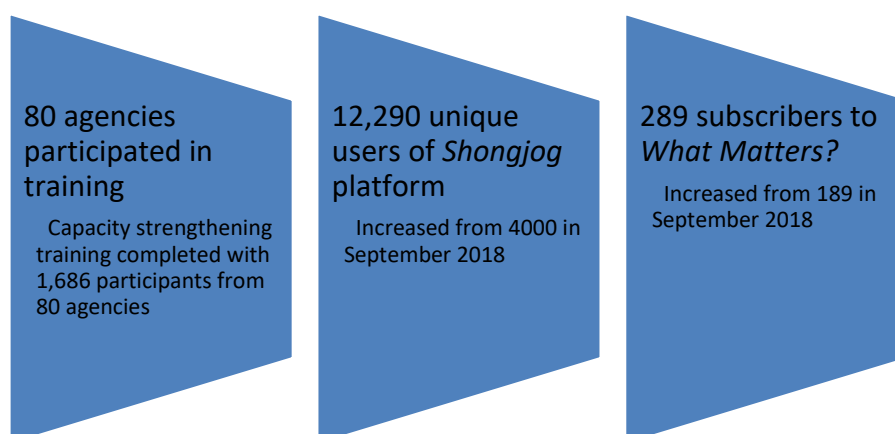 80 agencies
participated in
training
Capacity strengthening
training completed with
1,686 participants from
80 agencies
12,290 unique
users of Shongjog
platform
Increased from 4000 in
September 2018
289 subscribers to
What Matters?
Increased from 189 in
September 2018